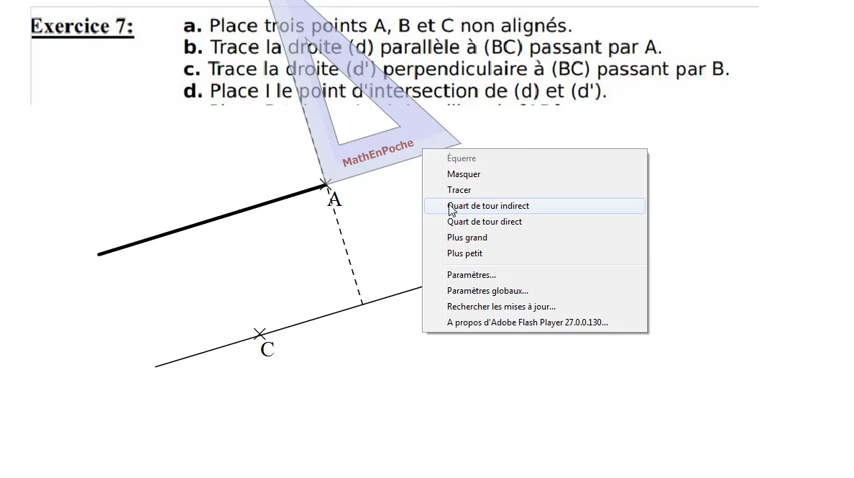 Exercice 7:
a. Place trois points A, B et C non alignés.
b. Trace la droite (d) parallèle à (BC) passant par A.
c. Trace la droite (d') perpendiculaire à (BC) passant par B.
d. Place I le point d'intersection de (d) et (d').
MathEnPoche
A
C
Équerre
Masquer
Tracer
Quart de tour indirect
Quart de tour direct
Plus grand
Plus petit
Paramètres...
Paramètres globaux...
Rechercher les mises à jour...
A propos d'Adobe Flash Player 27.0.0.130...